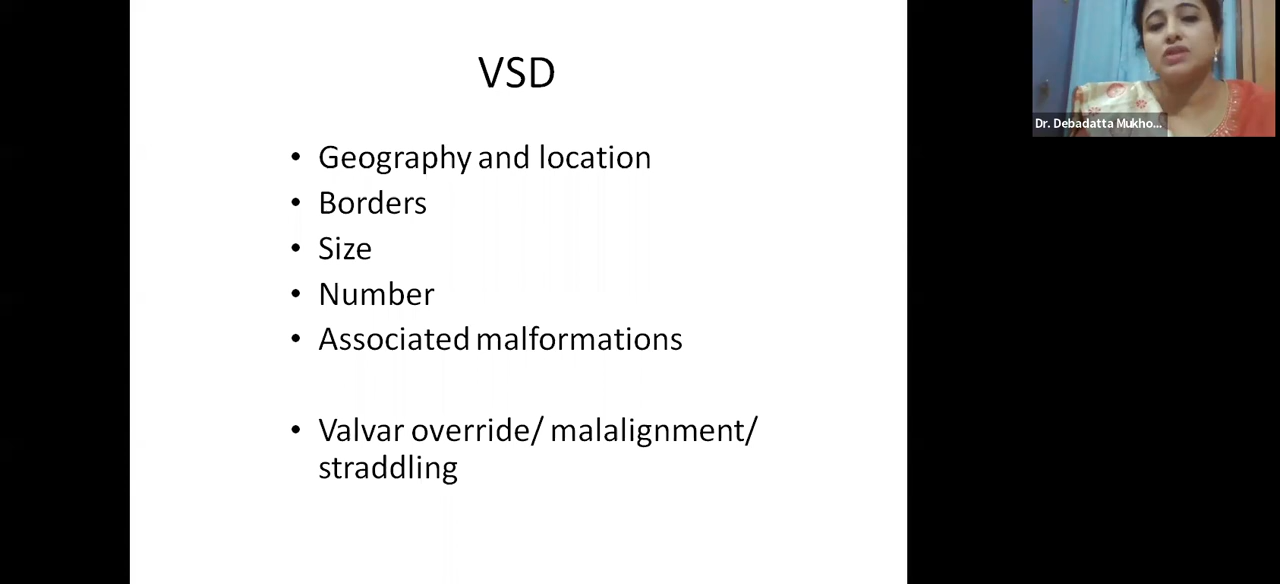 VSD
• Geography and location
• Borders
• Size
• Number
• Associated malformations
• Valvar override/ malalignment/
straddling
Dr. Debadatta Mukho...